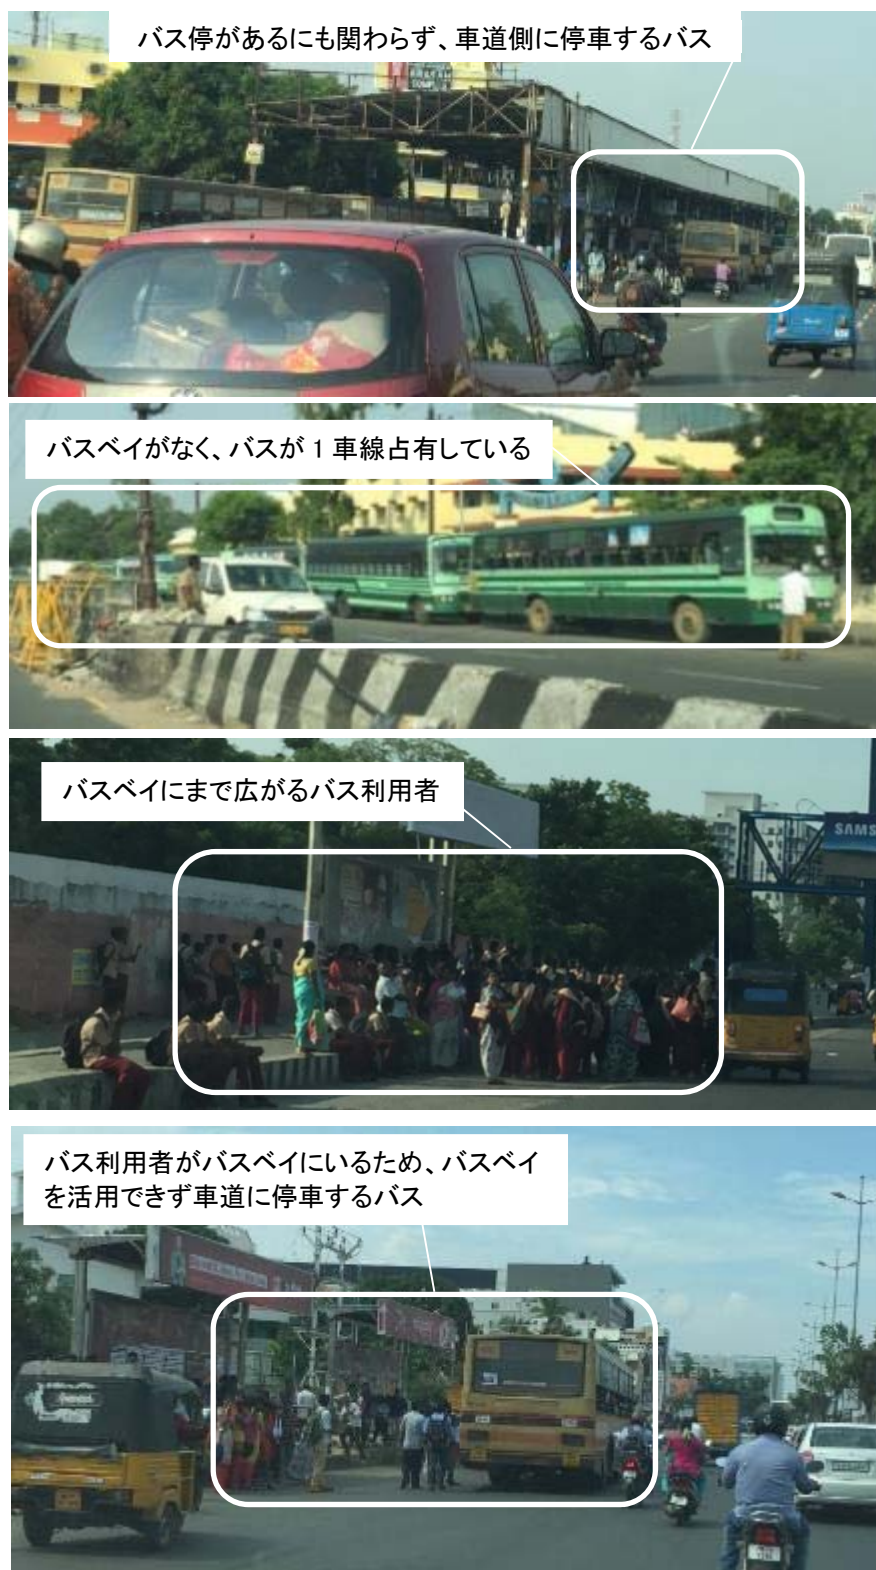 バス停があるにも関わらず、車道側に停車するバス
バスベイがなく、バスが 1 車線占有している
バスベイにまで広がるバス利用者
SAMS
バス利用者がバスベイにいるため、バスベイ
を活用できず車道に停車するバス